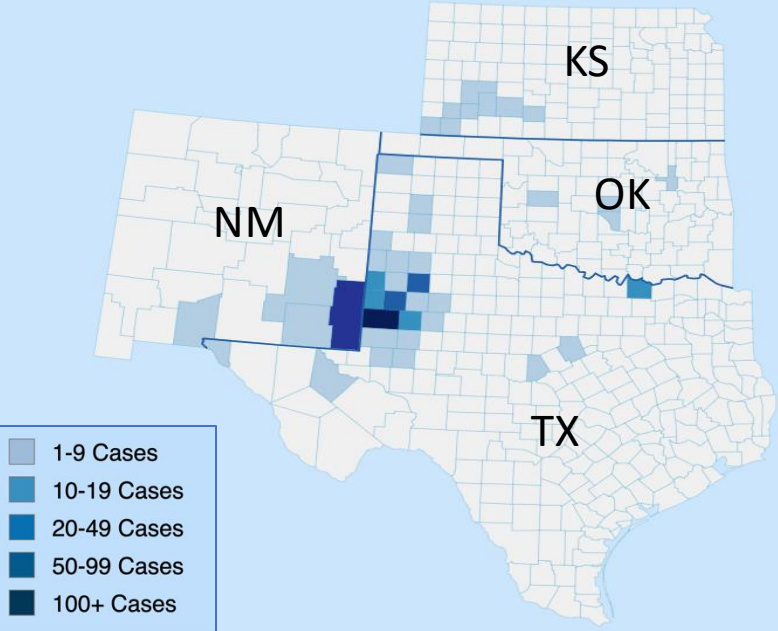 KS
OK
NM
TX
1-9 Cases
10-19 Cases
20-49 Cases
50-99 Cases
100+ Cases